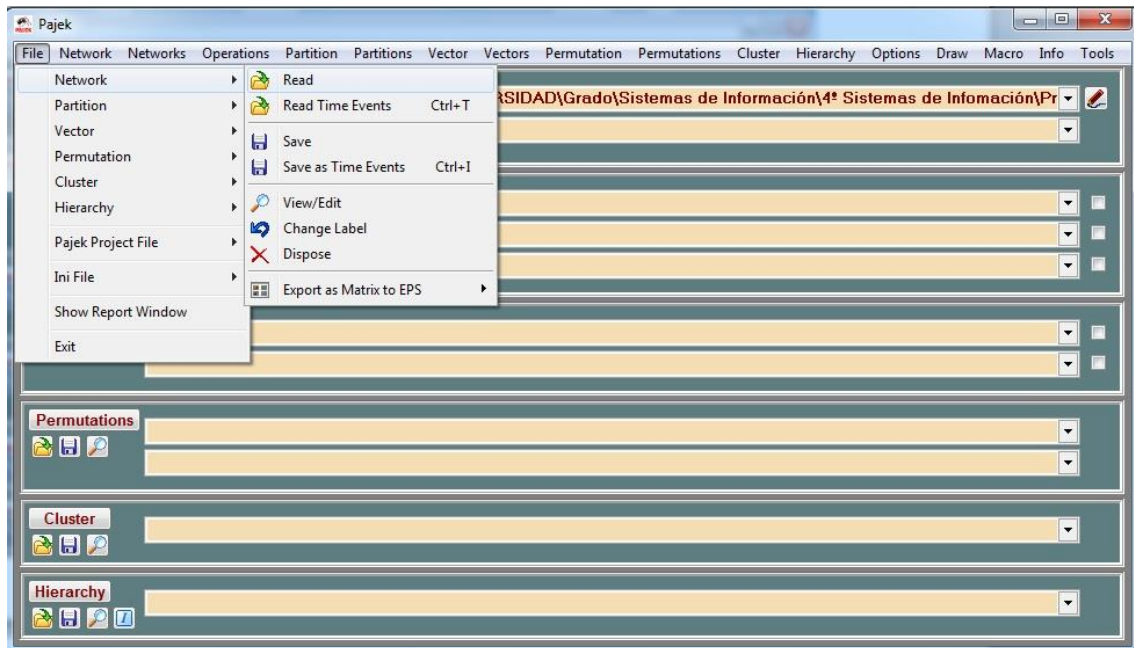 Pajek
File Network Networks Operations Partition Partitions Vector Vectors Permutation Permutations Cluster Hierarchy Options Draw Macro Info Tools
Network
Partition
Vector
Permutation
Cluster
Hierarchy
Pajek Project File
Ini File
Show Report Window
Exit
Read
Read Time Events Ctrl+T
Save
Save as Time Events Ctrl+I
View/Edit
Change Label
Dispose
Export as Matrix to EPS
RSIDAD\Grado\Sistemas de Información\4º Sistemas de Infomación\Pr
Permutations
Cluster
Hierarchy